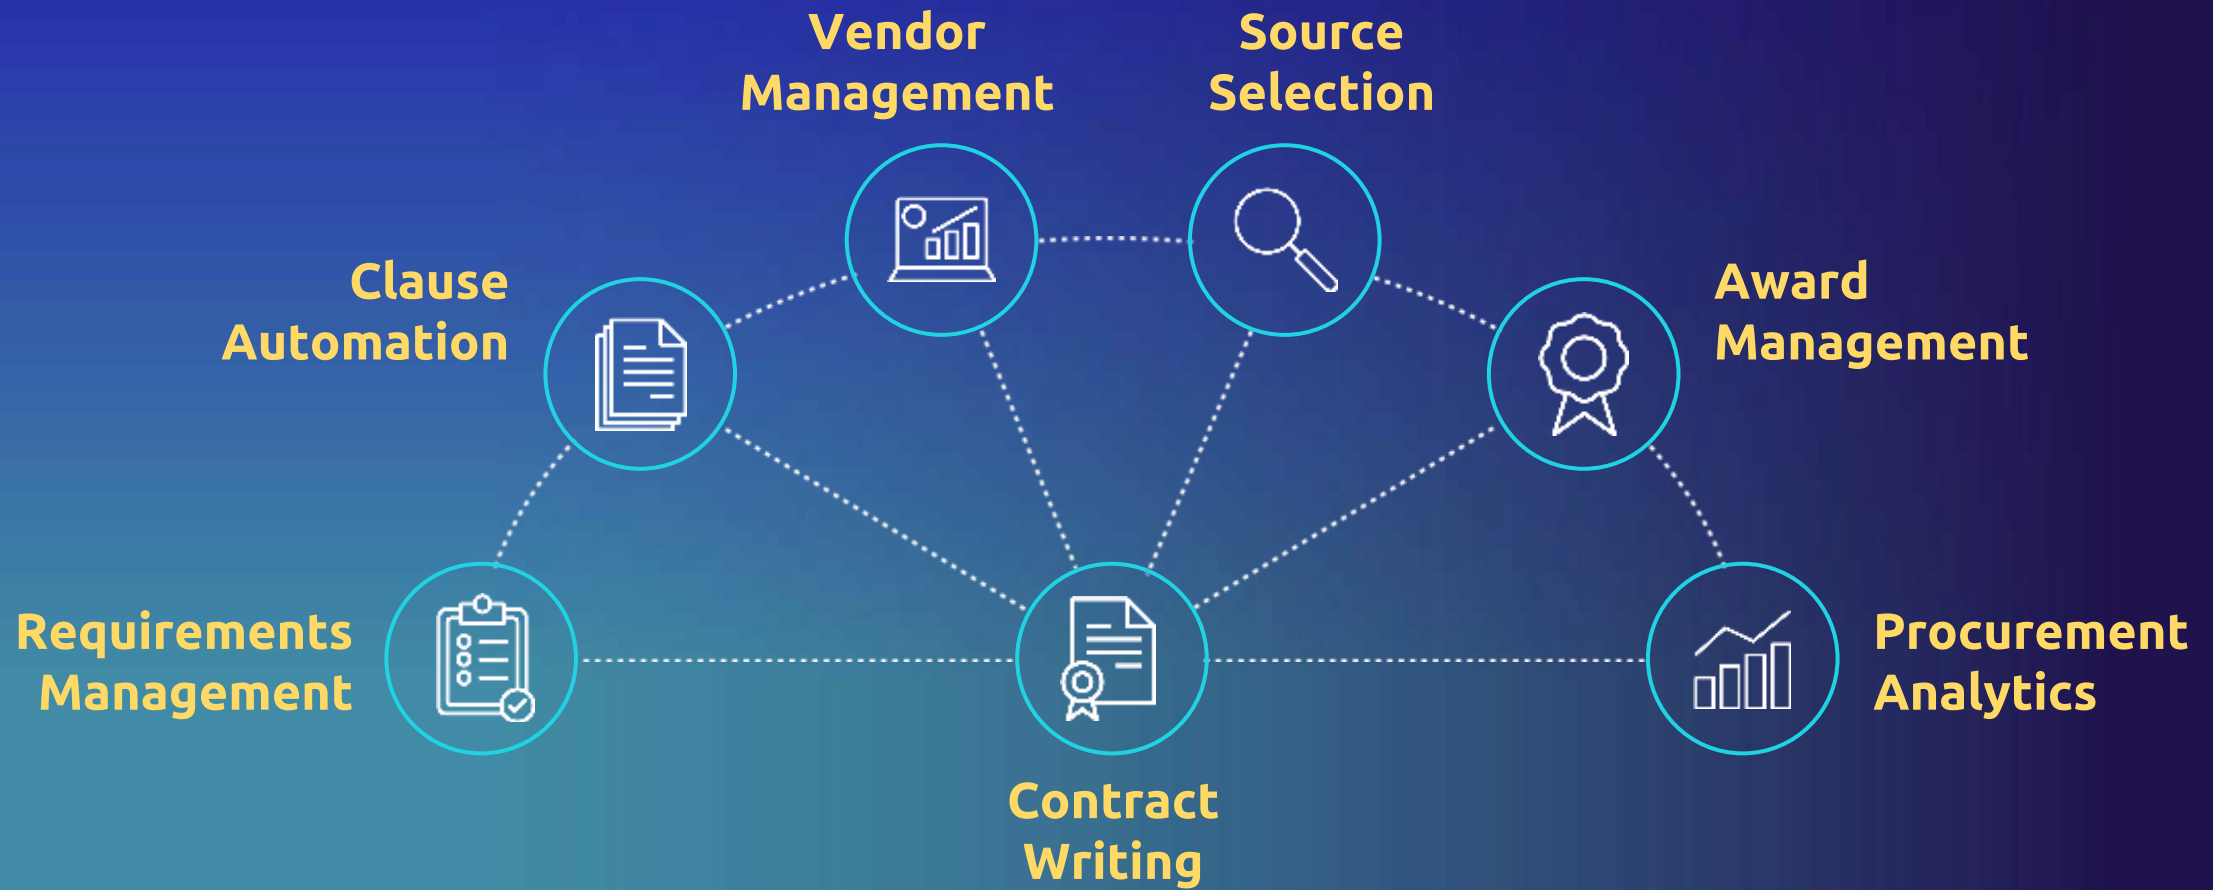 Vendor
Management
Source
Selection
Clause
Automation
Award
Management
Requirements
Management
Procurement
Analytics
Contract
Writing